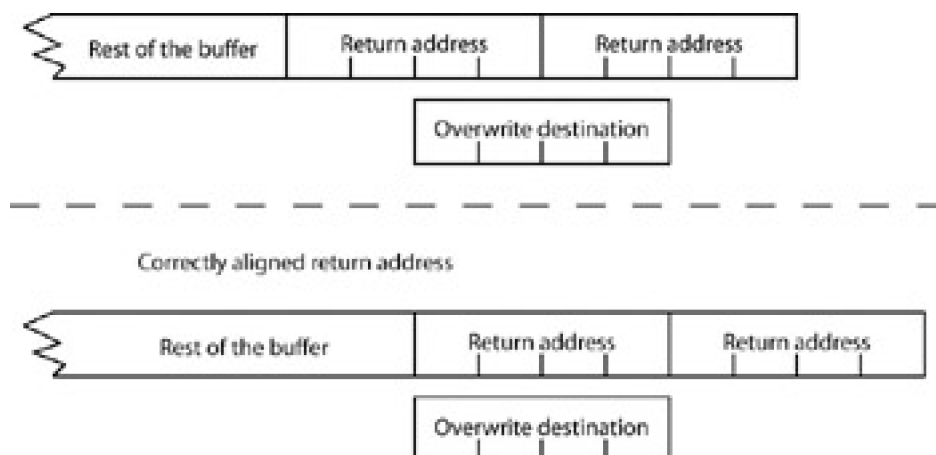 Rest of the buffer Return address Return address
Overwrite destination
Correctly aligned return address
Rest of the buffer Return address Return address
Overwrite destination